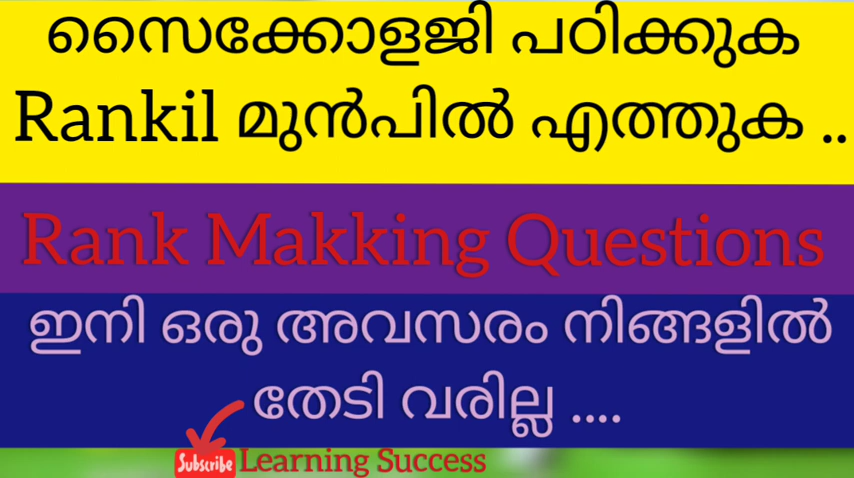 സൈക്കോളജി പഠിക്കുക
Rankil മുൻപിൽ എത്തുക ..
Rank Makking Questions
ഇനി ഒരു അവസരം നിങ്ങളിൽ
തേടി വരില്ല ....
Subscribe Learning Success